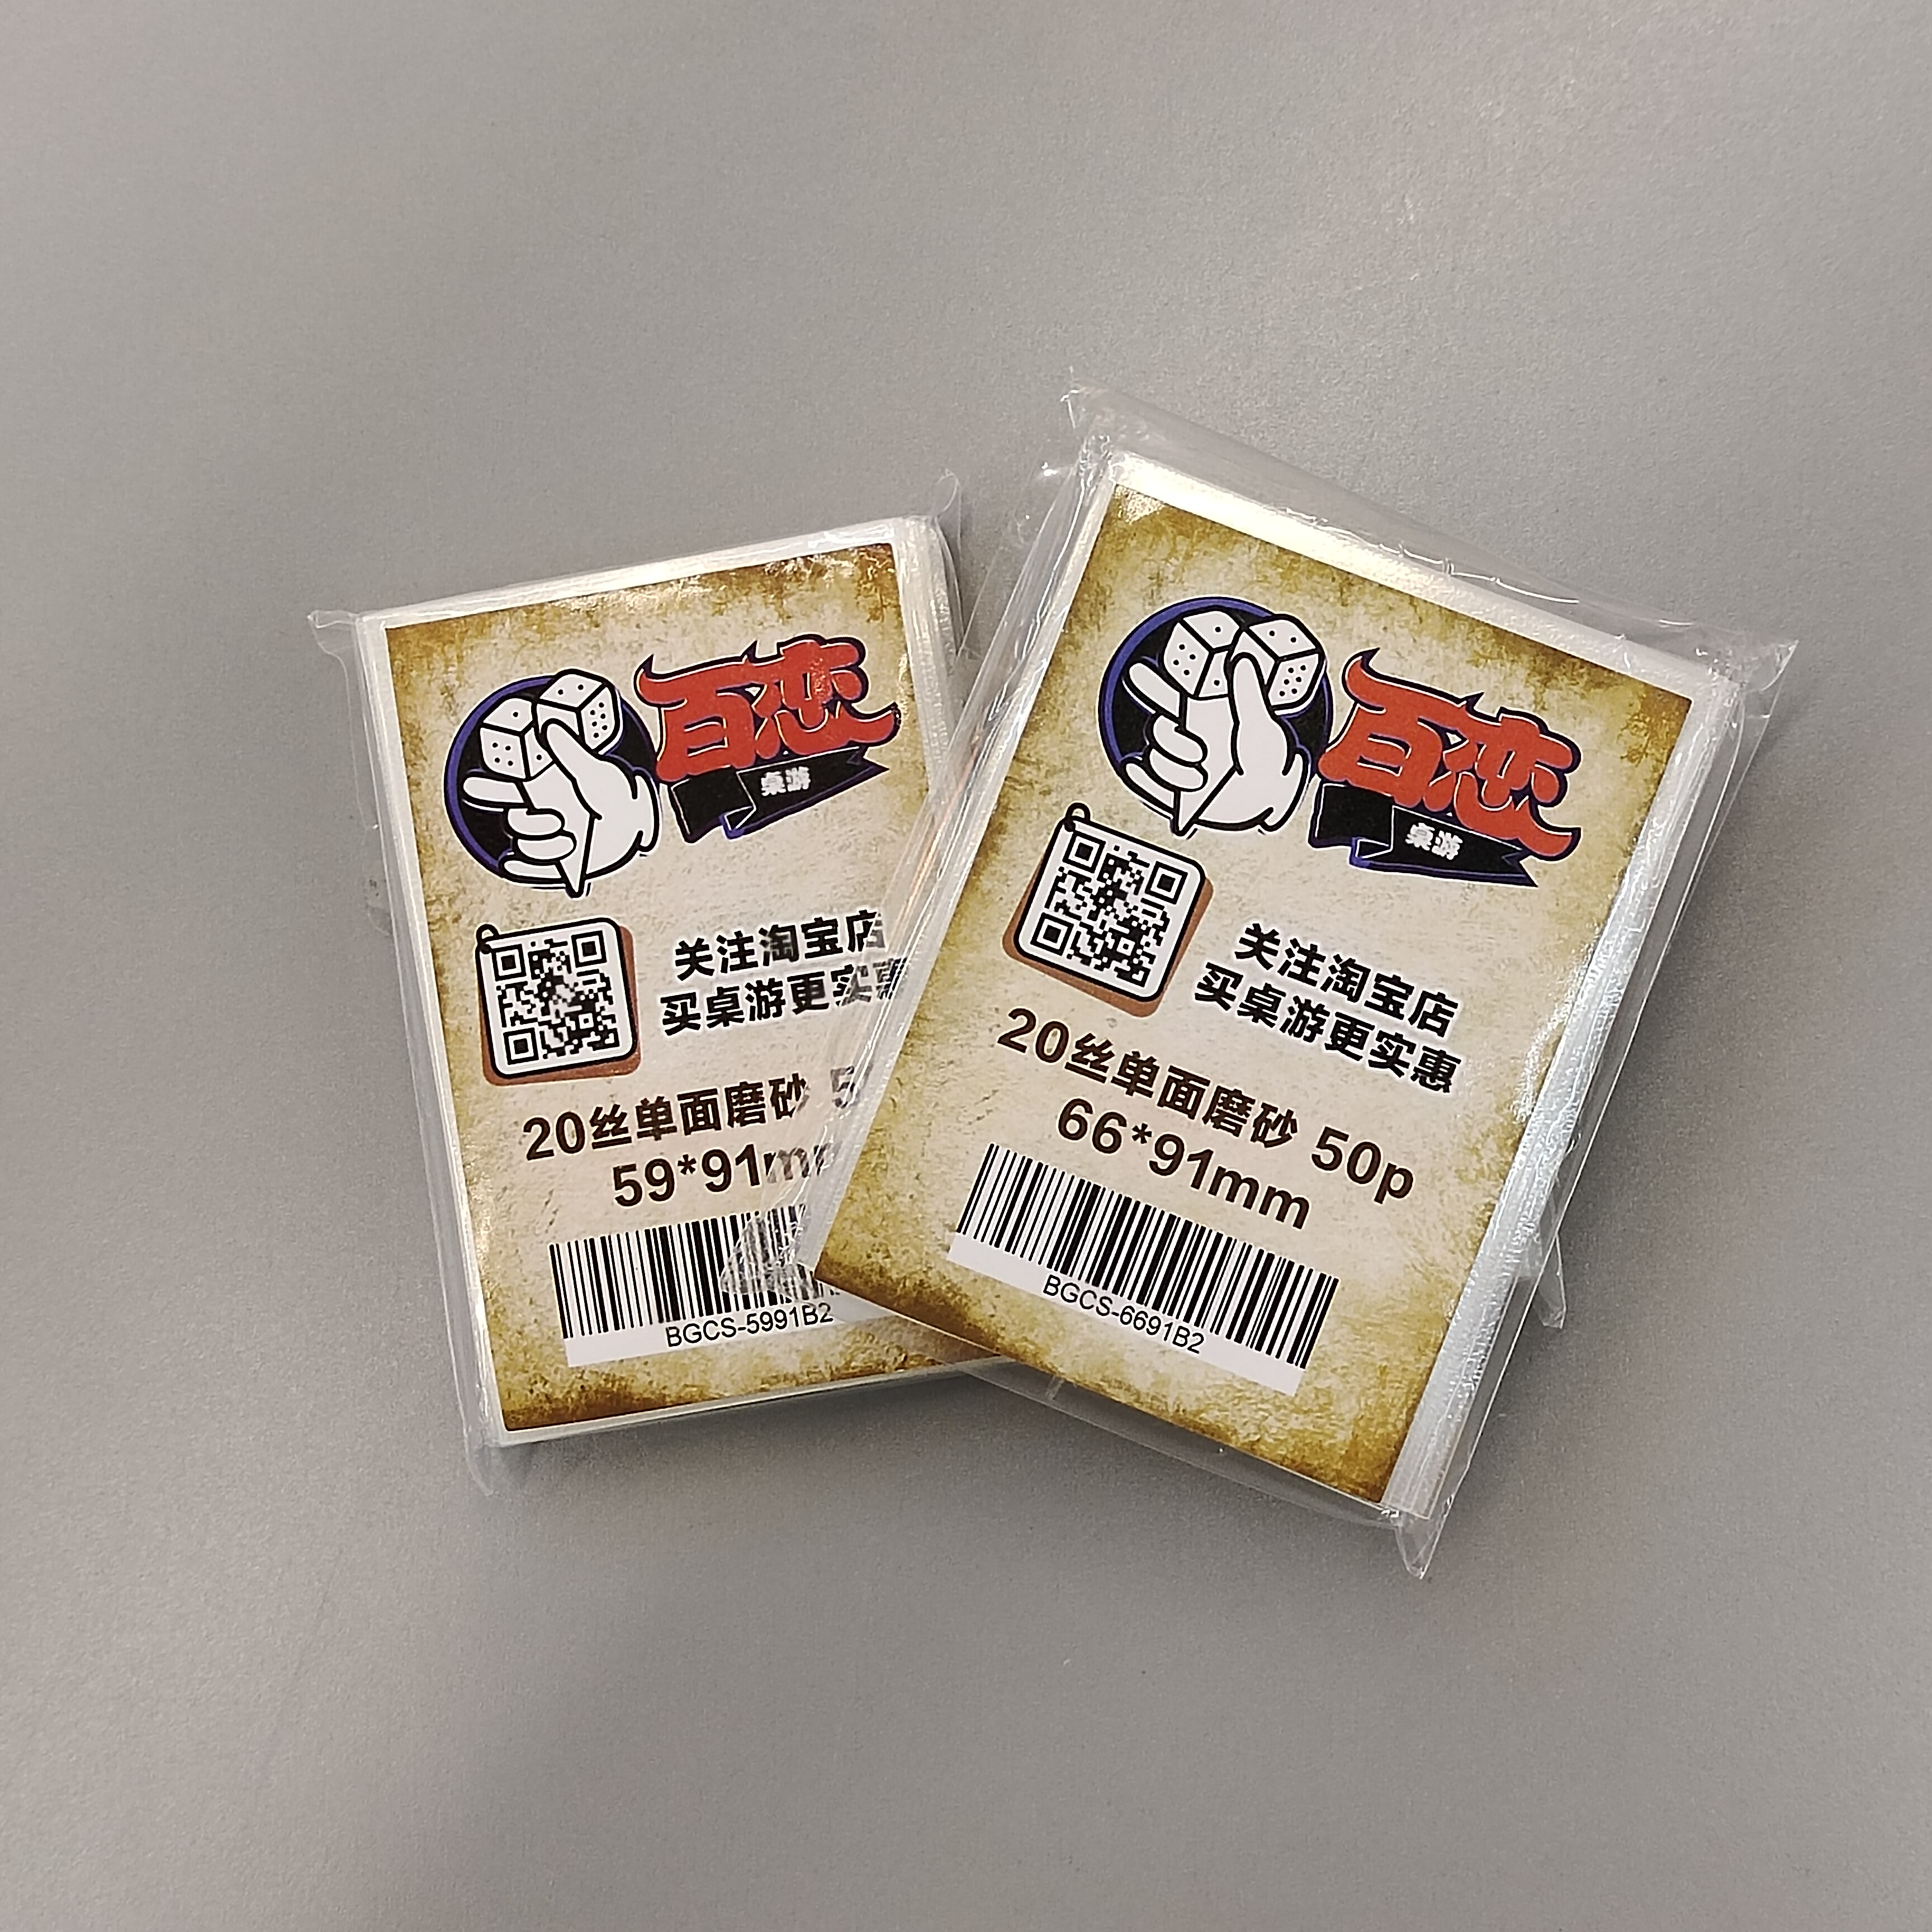 百恋
桌游
关注淘宝店
买桌游更实惠
20丝单面磨砂 5
59*91mm
BGCS-5991B2
百恋
桌游
关注淘宝店
买桌游更实惠
20丝单面磨砂 50p
66*91mm
BGCS-6691B2